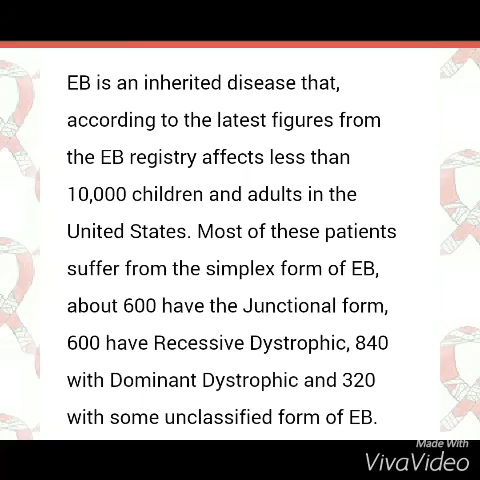 EB is an inherited disease that,
according to the latest figures from
the EB registry affects less than
10,000 children and adults in the
United States. Most of these patients
suffer from the simplex form of EB,
about 600 have the Junctional form,
600 have Recessive Dystrophic, 840
with Dominant Dystrophic and 320
with some unclassified form of EB.
Made With
VivaVideo